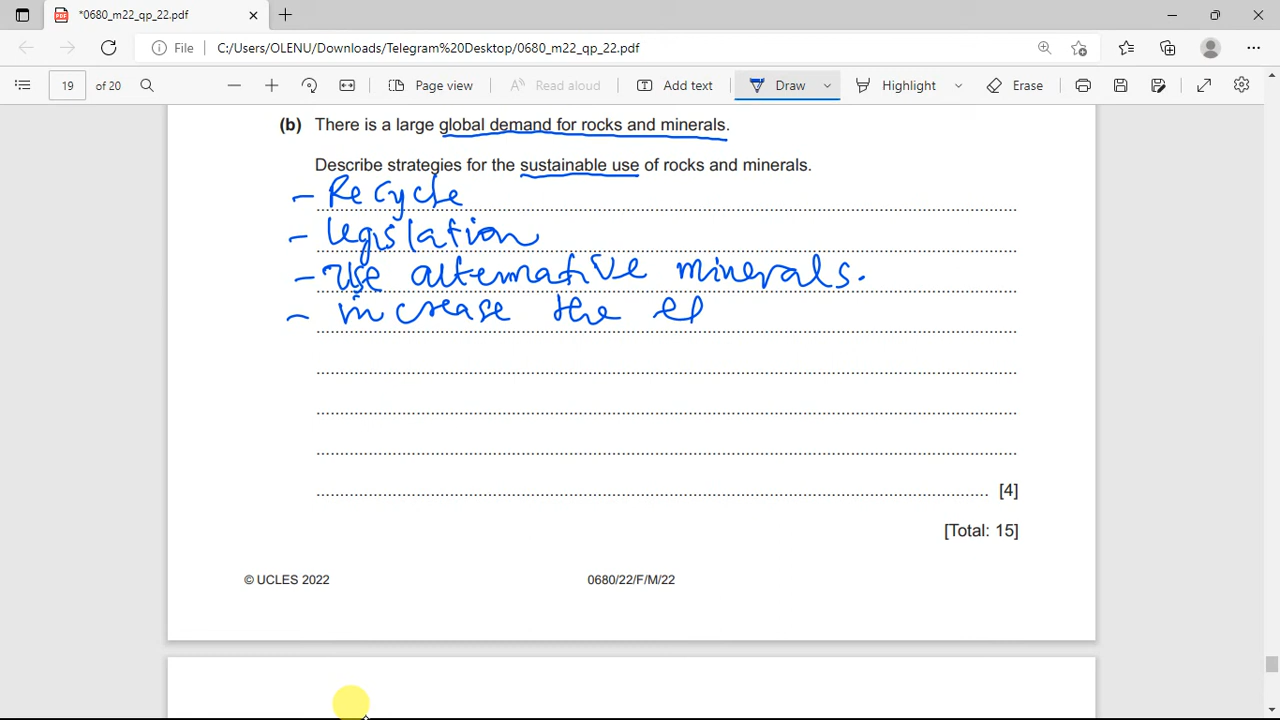 *0680_m22_qp_22.pdf
File C:/Users/OLENU/Downloads/Telegram%20Desktop/0680_m22_qp_22.pdf
19 of 20 Page view Read aloud Add text Draw Highlight Erase
(b) There is a large global demand for rocks and minerals.
Describe strategies for the sustainable use of rocks and minerals.
- Recycle
- legislation
- Use alternative minerals.
- increase the
[4]
[Total: 15]
© UCLES 2022 0680/22/F/M/22